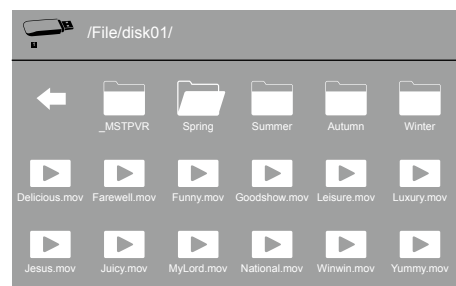 /File/disk01/
_MSTPVR Spring Summer Autumn Winter
Delicious.mov Farewell.mov Funny.mov Goodshow.mov Leisure.mov Luxury.mov
Jesus.mov Juicy.mov MyLord.mov National.mov Winwin.mov Yummy.mov